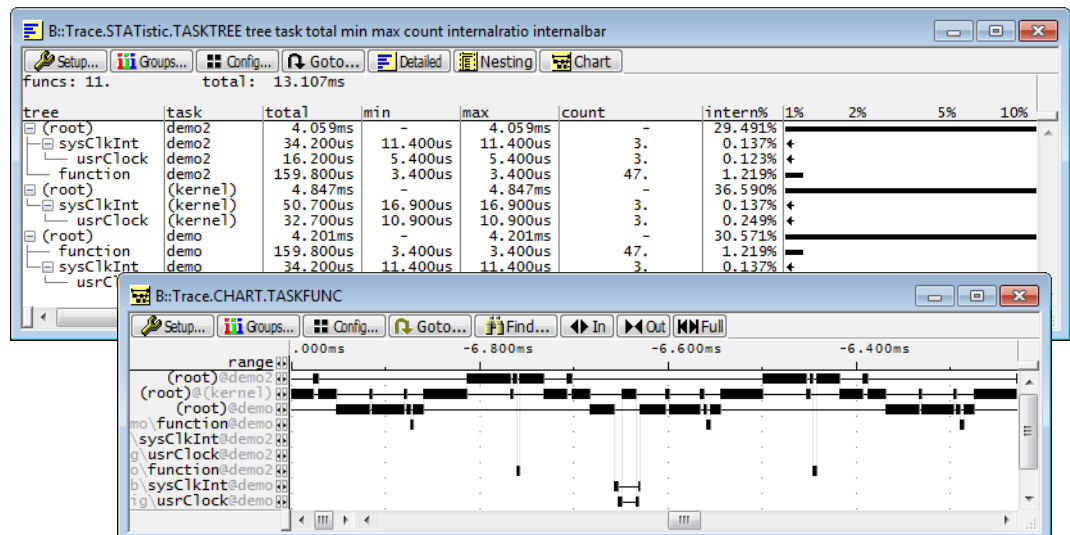 B::Trace.STATistic.TASKTREE tree task total min max count internalratio internalbar
Setup... Groups... Config... Goto... Detailed Nesting Chart
funcs: 11. total: 13.107ms
tree task total min max count intern% 1% 2% 5% 10%
(root) demo2 4.059ms - 4.059ms - 29.491%
sysClkInt demo2 34.200us 11.400us 11.400us 3. 0.137%
usrClock demo2 16.200us 5.400us 5.400us 3. 0.123%
function demo2 159.800us 3.400us 3.400us 47. 1.219%
(root) (kernel) 4.847ms - 4.847ms - 36.590%
sysClkInt (kernel) 50.700us 16.900us 16.900us 3. 0.137%
usrClock (kernel) 32.700us 10.900us 10.900us 3. 0.249%
(root) demo 4.201ms - 4.201ms - 30.571%
function demo 159.800us 3.400us 3.400us 47. 1.219%
sysClkInt demo 34.200us 11.400us 11.400us 3. 0.137%
usrCl
B::Trace.CHART.TASKFUNC
Setup... Groups... Config... Goto... Find... In Out Full
.000ms -6.800ms -6.600ms -6.400ms
range
(root)@demo2
(root)@(kernel)
(root)@demo
mo\function@demo
\sysClkInt@demo2
g\usrClock@demo2
o\function@demo2
b\sysClkInt@demo
ig\usrClock@demo